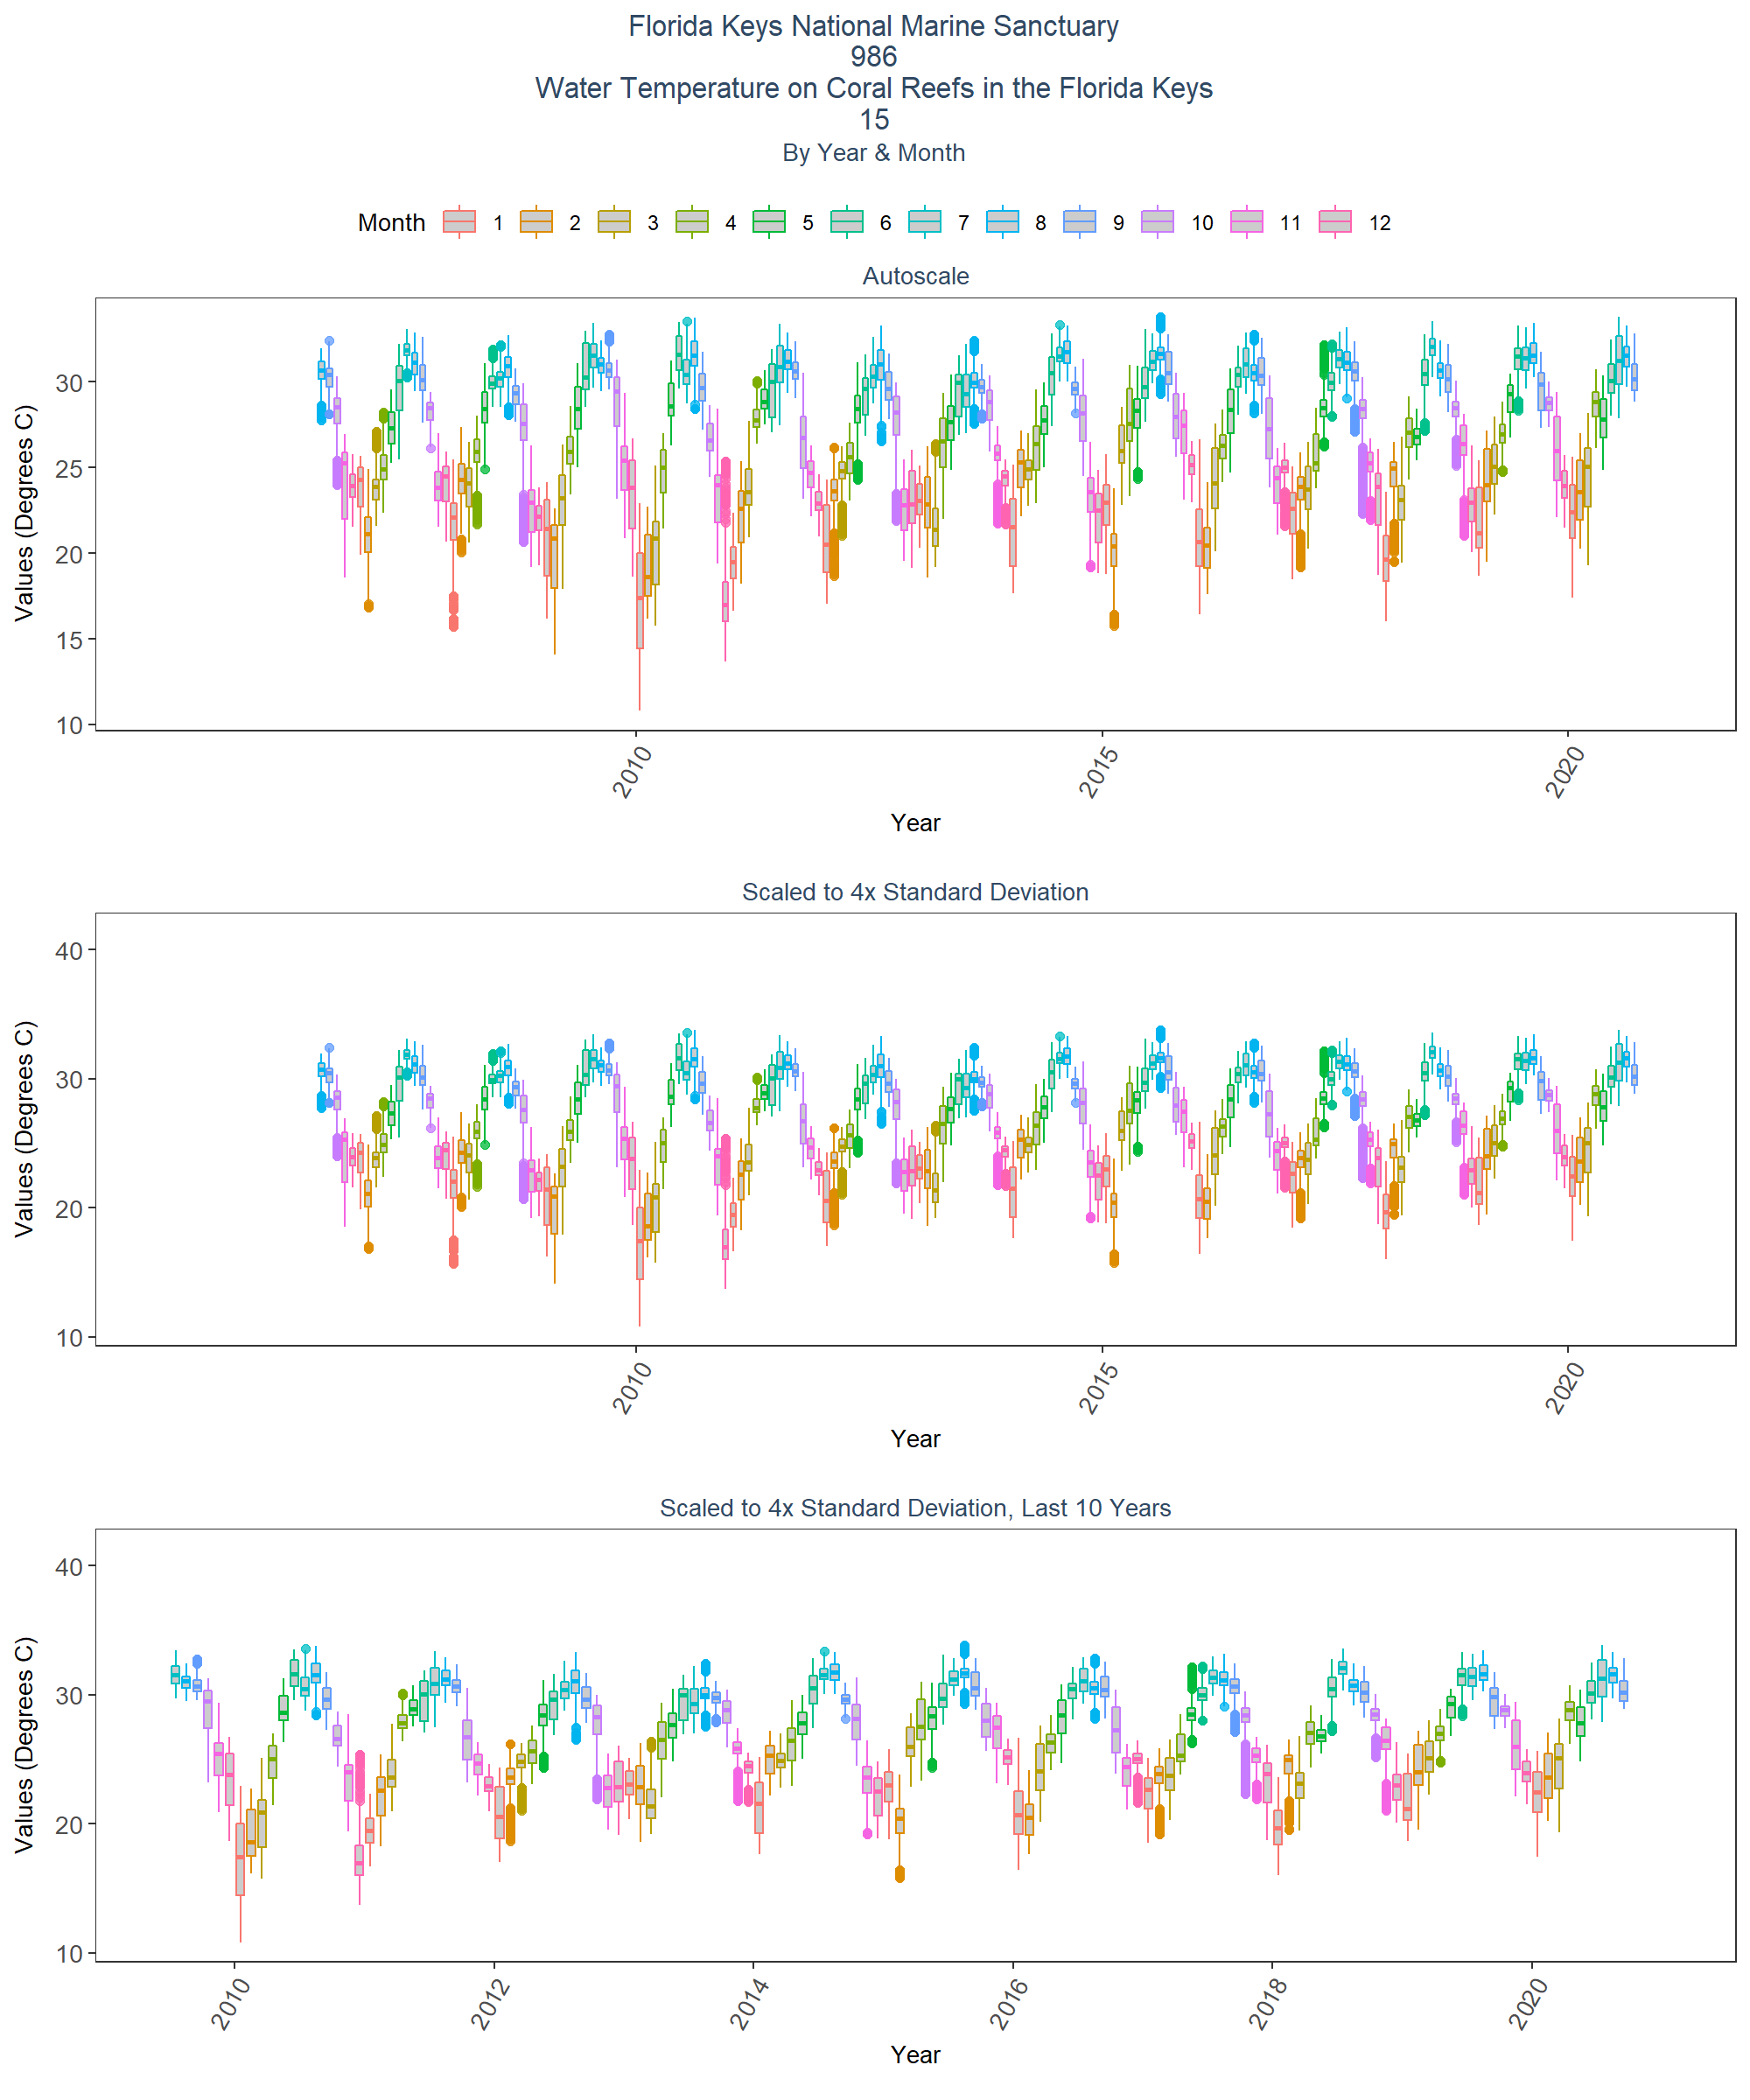 Florida Keys National Marine Sanctuary
986
Water Temperature on Coral Reefs in the Florida Keys
15
By Year & Month
Month 1 2 3 4 5 6 7 8 9 10 11 12
Autoscale
Values (Degrees C)
30
25
20
15
10
2010 2015 2020
Year
Scaled to 4x Standard Deviation
Values (Degrees C)
40
30
20
10
2010 2015 2020
Year
Scaled to 4x Standard Deviation, Last 10 Years
Values (Degrees C)
40
30
20
10
2010 2012 2014 2016 2018 2020
Year